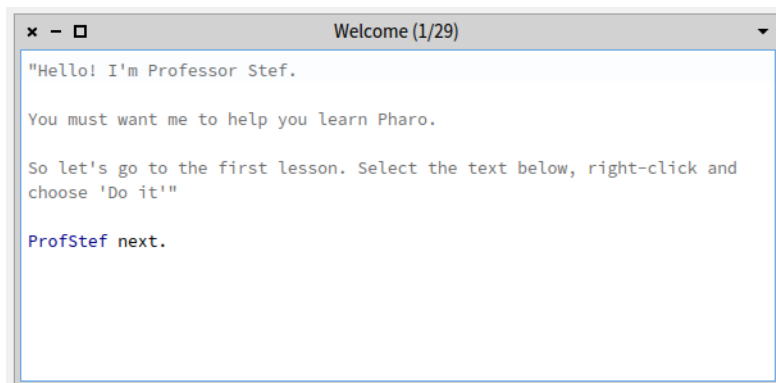 Welcome (1/29)
"Hello! I'm Professor Stef.
You must want me to help you learn Pharo.
So let's go to the first lesson. Select the text below, right-click and
choose 'Do it'"
ProfStef next.